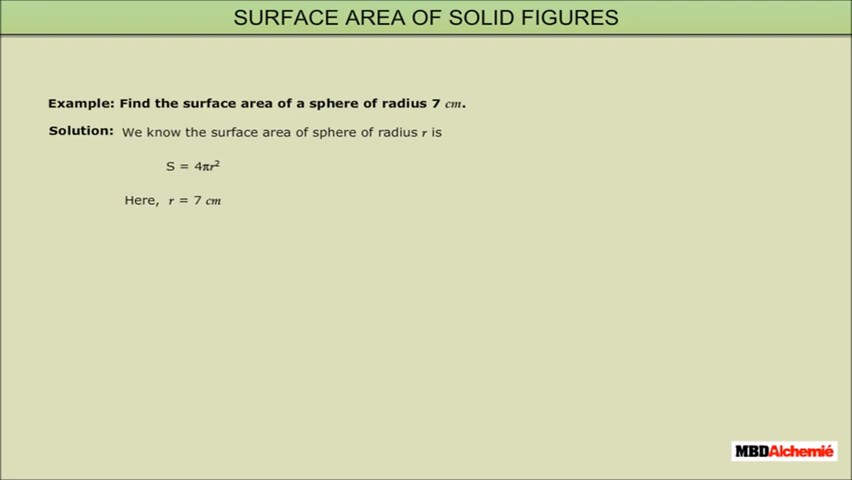 SURFACE AREA OF SOLID FIGURES
Example: Find the surface area of a sphere of radius 7 cm.
Solution: We know the surface area of sphere of radius r is
S = 4πr²
Here, r = 7 cm
MBDAlchemié